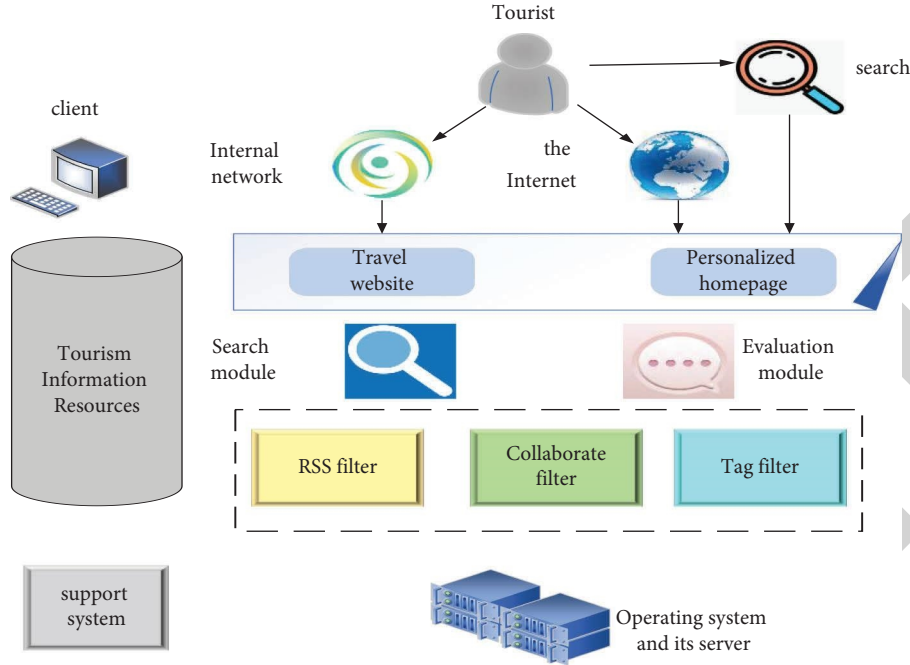 Tourist
search
client
Internal
network
the
Internet
Travel
website
Personalized
homepage
Tourism
Information
Resources
Search
module
Evaluation
module
RSS filter
Collaborate
filter
Tag filter
support
system
Operating system
and its server